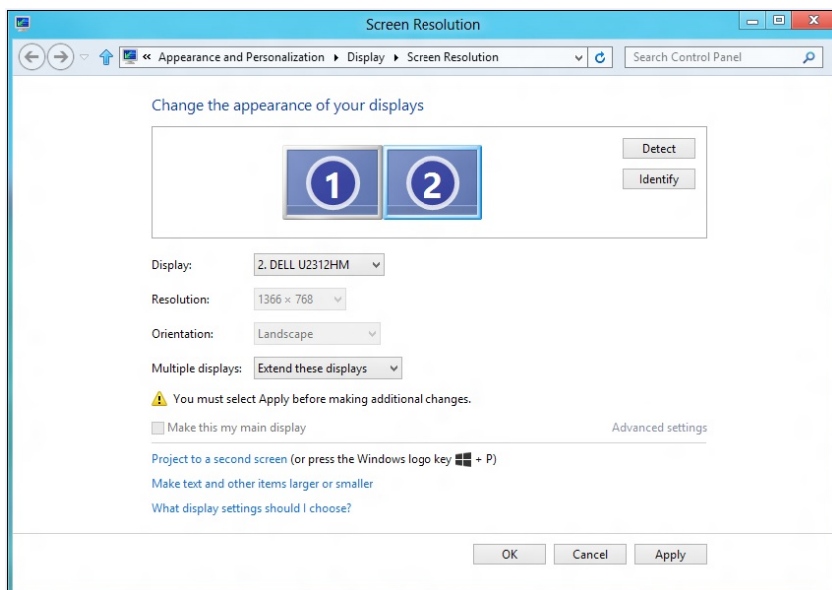 Screen Resolution
« Appearance and Personalization Display Screen Resolution Search Control Panel
Change the appearance of your displays
1 2
Detect
Identify
Display: 2. DELL U2312HM
Resolution: 1366 × 768
Orientation: Landscape
Multiple displays: Extend these displays
You must select Apply before making additional changes.
Make this my main display Advanced settings
Project to a second screen (or press the Windows logo key + P)
Make text and other items larger or smaller
What display settings should I choose?
OK Cancel Apply